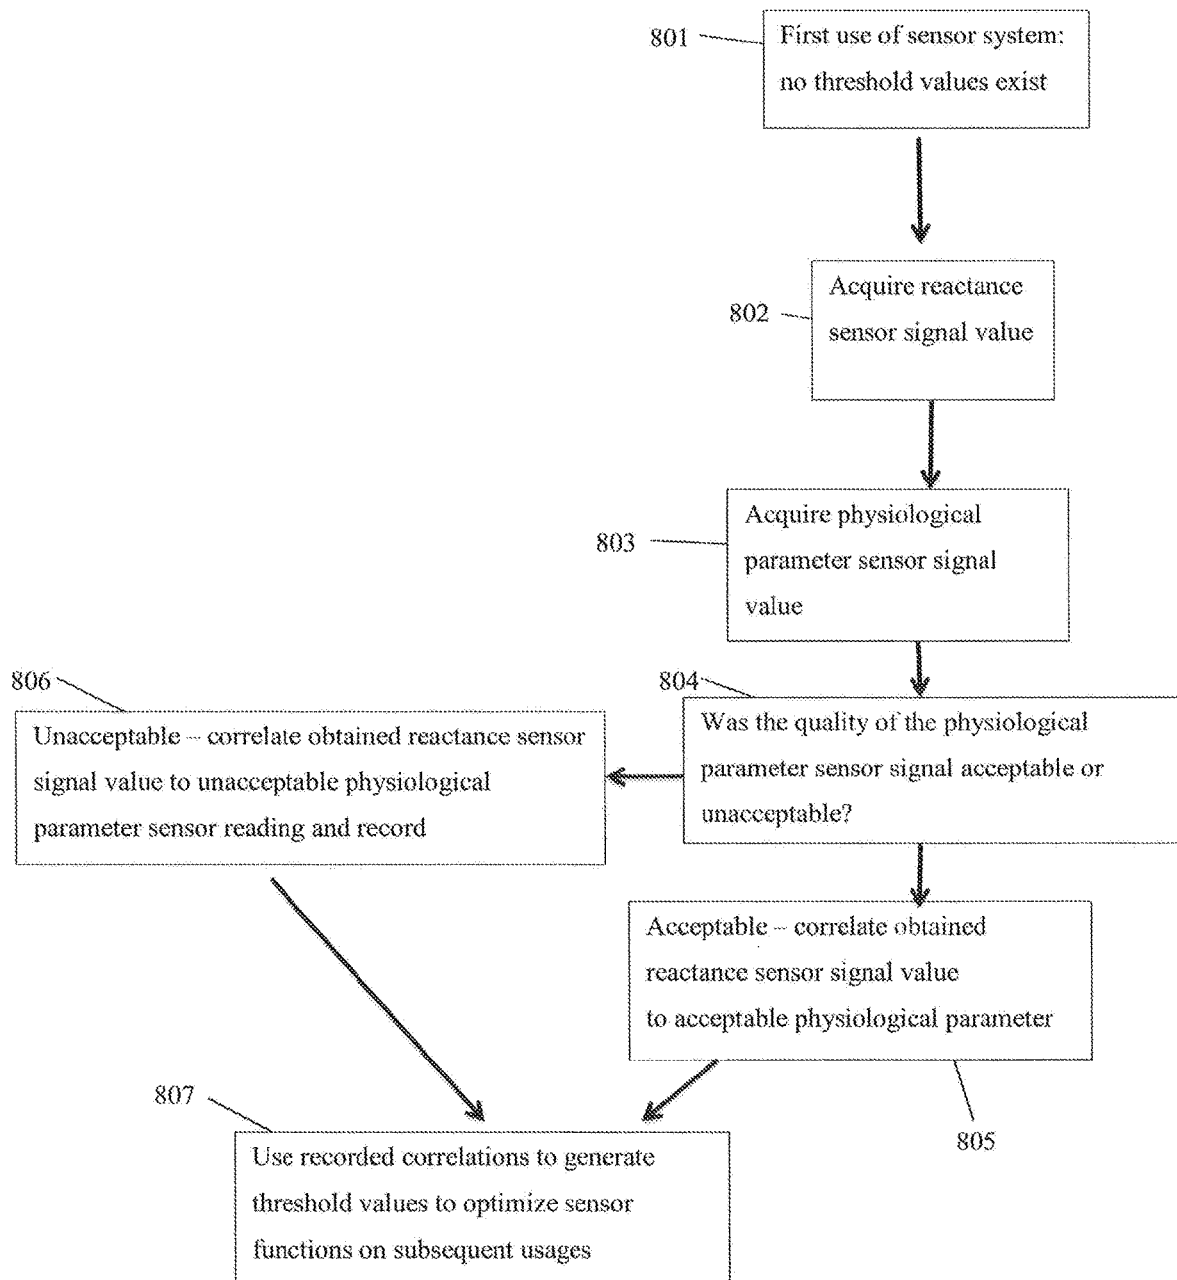 801
First use of sensor system:
no threshold values exist
802
Acquire reactance
sensor signal value
803
Acquire physiological
parameter sensor signal
value
804
Was the quality of the physiological
parameter sensor signal acceptable or
unacceptable?
806
Unacceptable – correlate obtained reactance sensor
signal value to unacceptable physiological
parameter sensor reading and record
Acceptable – correlate obtained
reactance sensor signal value
to acceptable physiological parameter
805
807
Use recorded correlations to generate
threshold values to optimize sensor
functions on subsequent usages